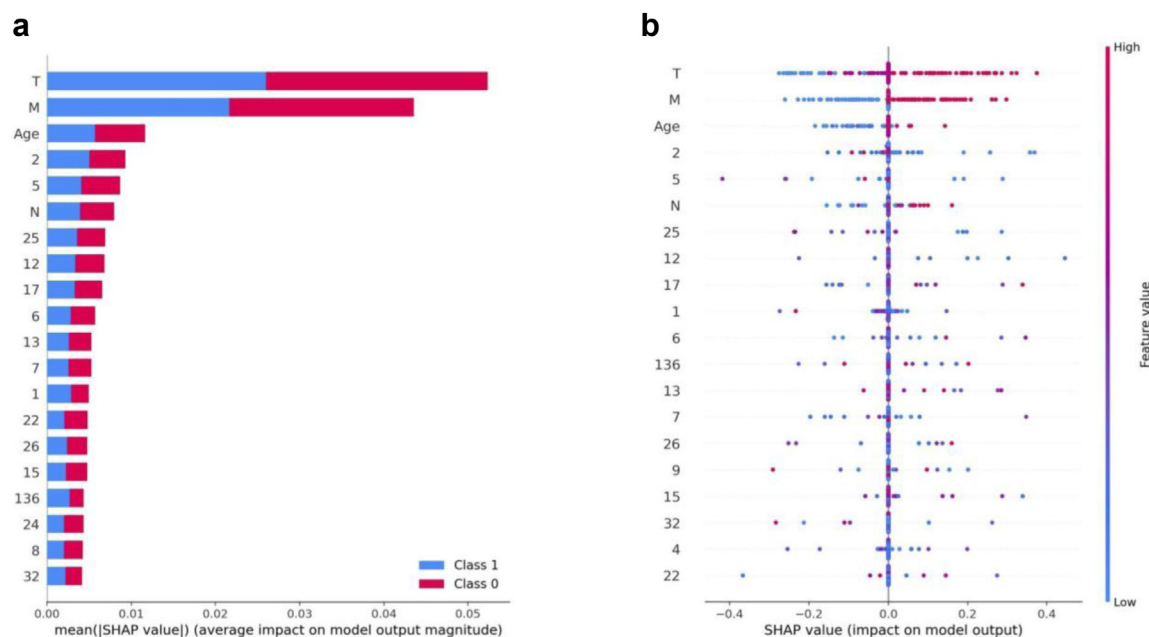 a
T
M
Age
2
5
N
25
12
17
6
13
7
1
22
26
15
136
24
8
32
Class 1
Class 0
0.00 0.01 0.02 0.03 0.04 0.05
mean(|SHAP value|) (average impact on model output magnitude)
b
High
T
M
Age
2
5
N
25
12
17
1
6
136
13
7
26
9
15
32
4
22
Feature value
Low
−0.4 −0.2 0.0 0.2 0.4
SHAP value (impact on model output)